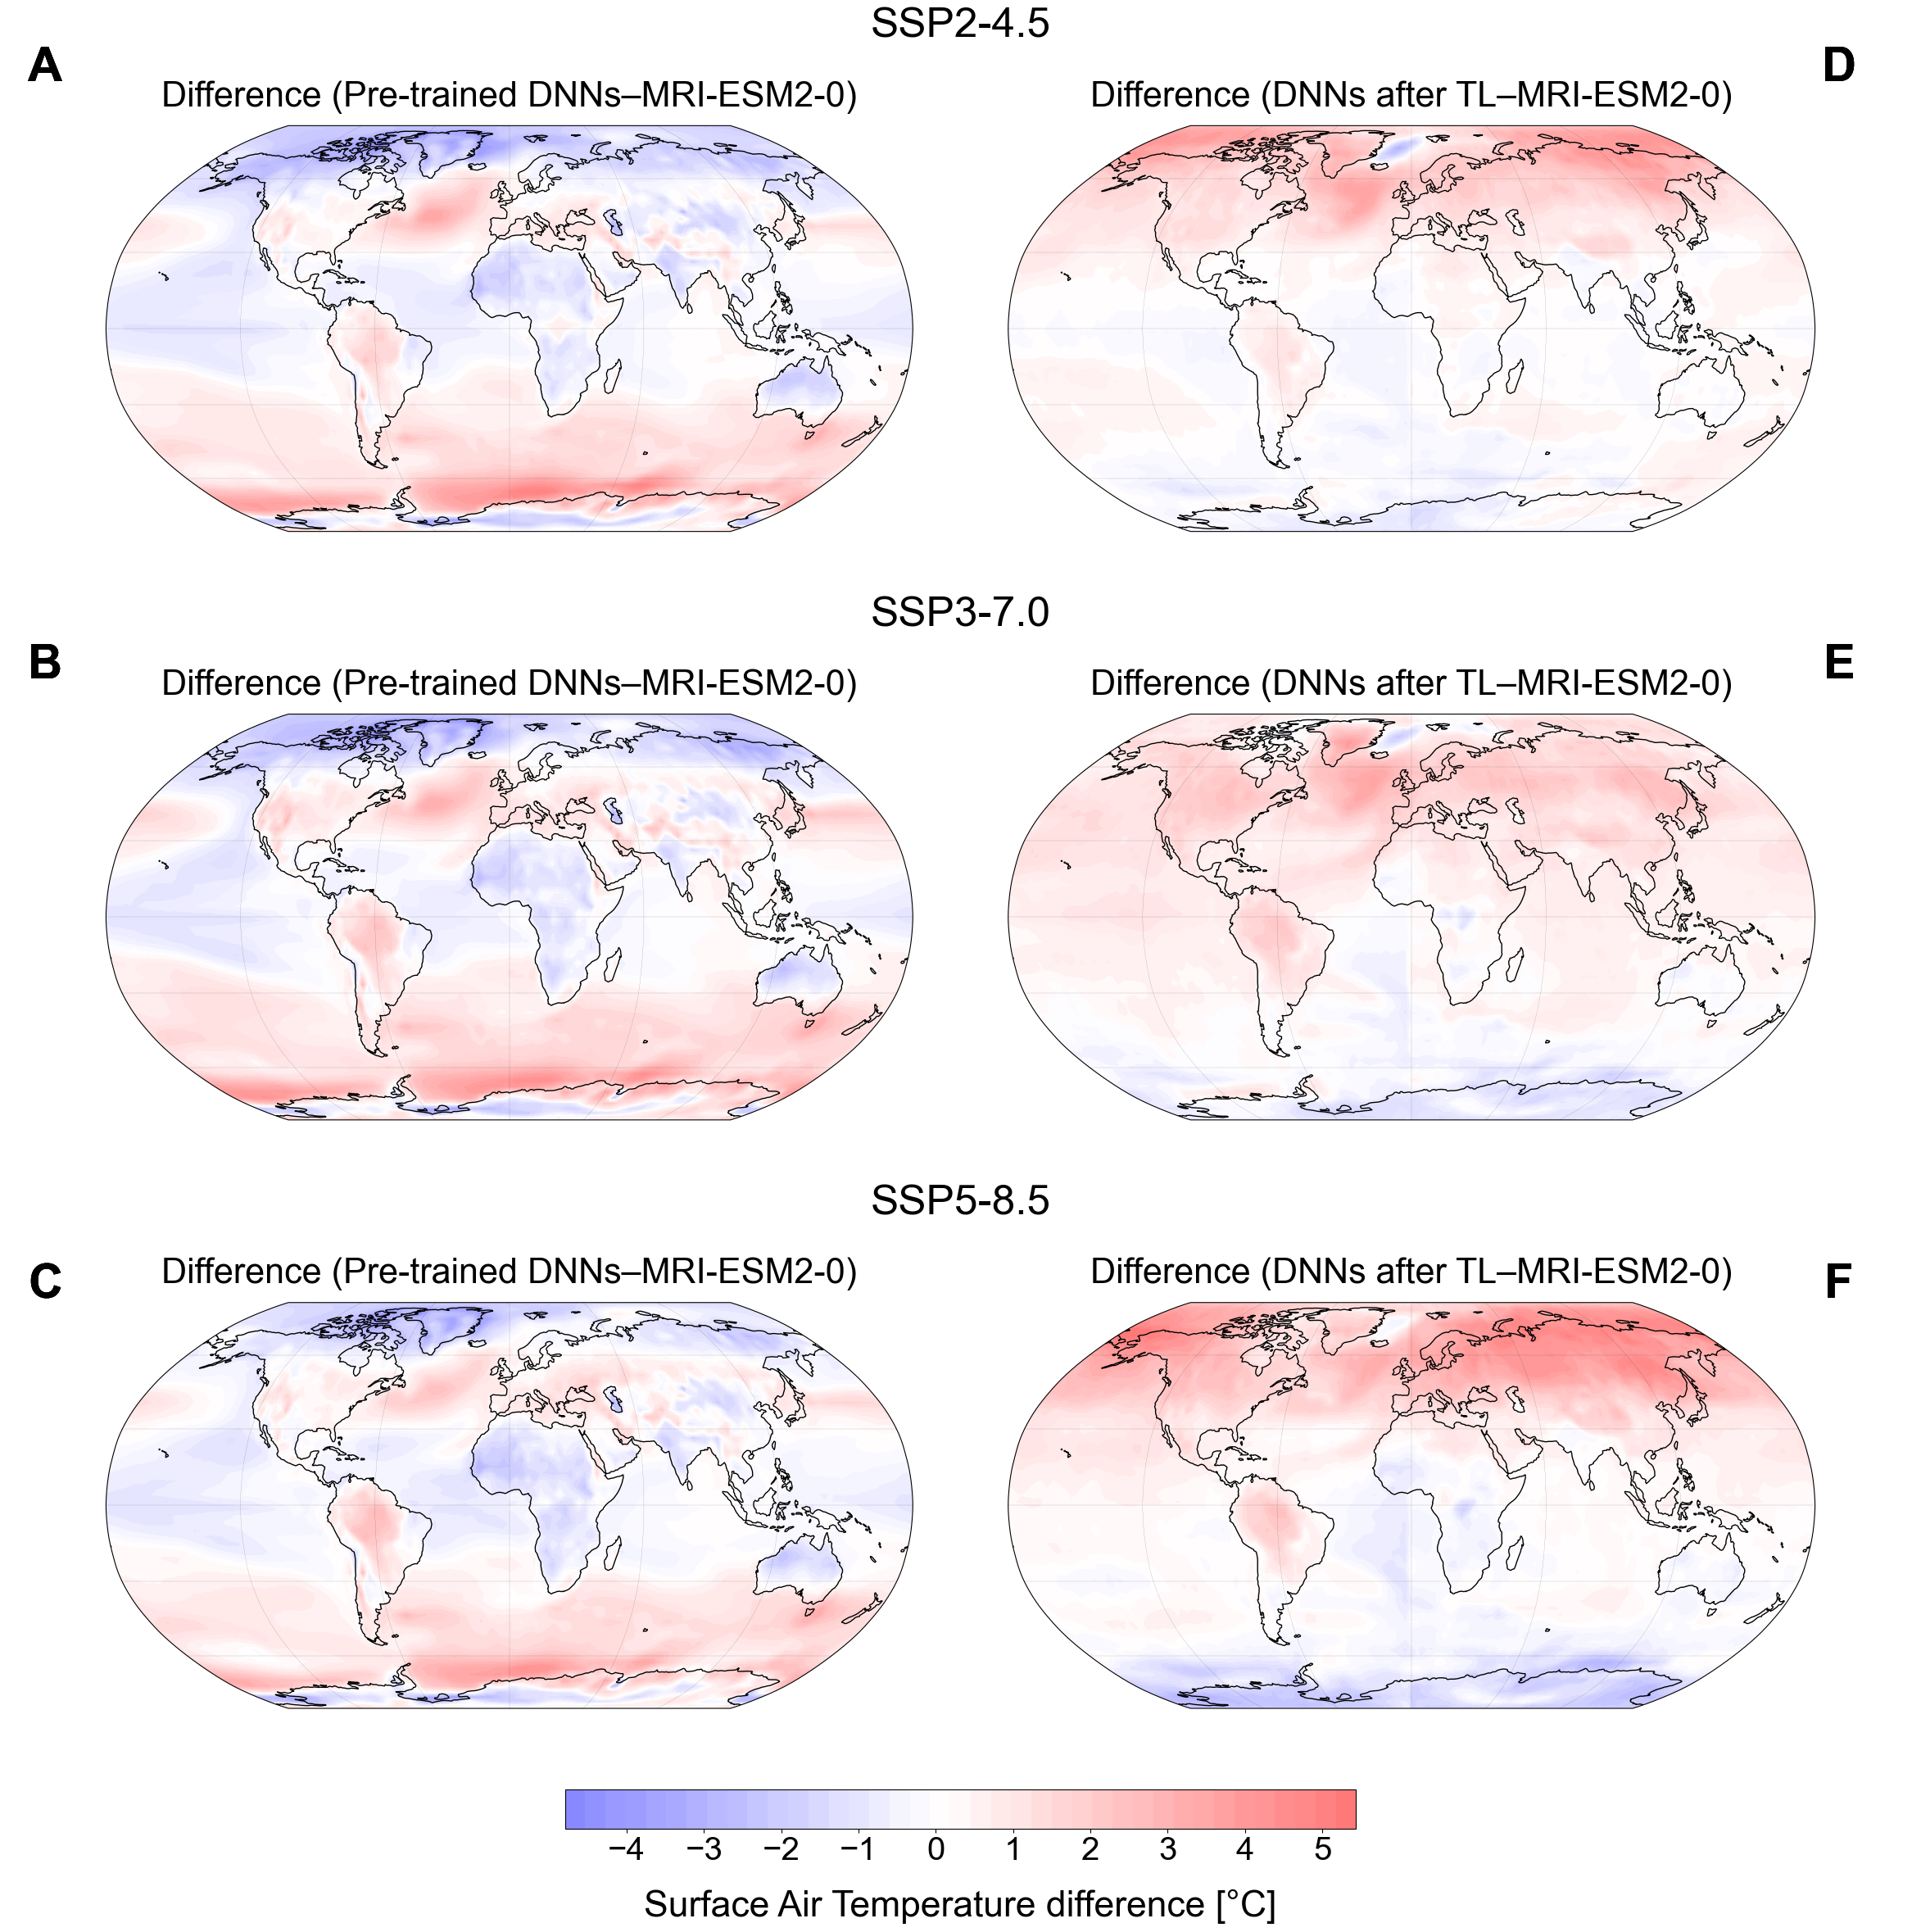 SSP2-4.5
A
D
Difference (Pre-trained DNNs–MRI-ESM2-0)
Difference (DNNs after TL–MRI-ESM2-0)
SSP3-7.0
B
E
Difference (Pre-trained DNNs–MRI-ESM2-0)
Difference (DNNs after TL–MRI-ESM2-0)
SSP5-8.5
C
F
Difference (Pre-trained DNNs–MRI-ESM2-0)
Difference (DNNs after TL–MRI-ESM2-0)
−4 −3 −2 −1 0 1 2 3 4 5
Surface Air Temperature difference [°C]